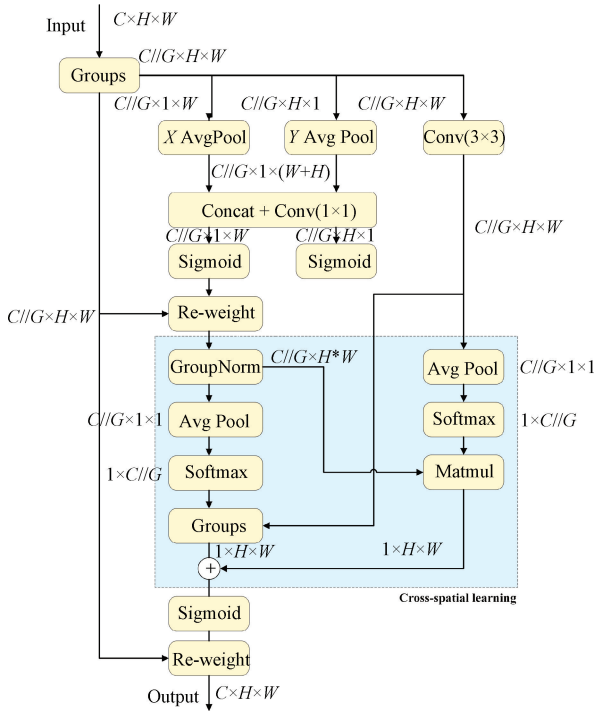 C×H×W
Input
C//G×H×W
Groups
C//G×1×W
C//G×H×1
C//G×H×W
X AvgPool
Y Avg Pool
Conv(3×3)
C//G×1×(W+H)
Concat + Conv(1×1)
C//G×H×W
C//G×1×W
C//G×H×1
Sigmoid
Sigmoid
C//G×H×W
Re-weight
GroupNorm
C//G×H*W
Avg Pool
C//G×1×1
C//G×1×1
Avg Pool
Softmax
1×C//G
1×C//G
Softmax
Matmul
Groups
1×H×W
1×H×W
+
Cross-spatial learning
Sigmoid
Re-weight
Output
C×H×W